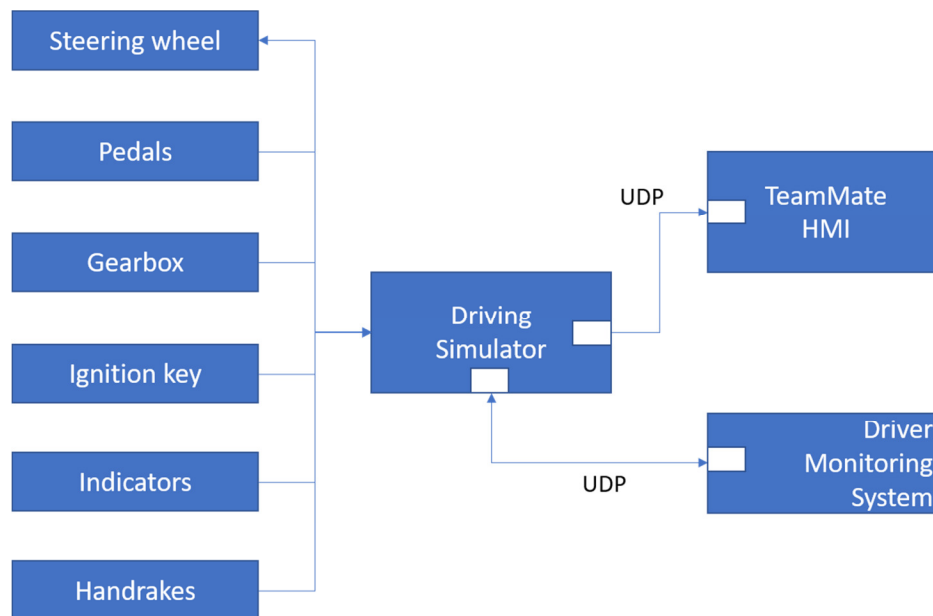 Steering wheel
Pedals
Gearbox
Ignition key
Indicators
Handrakes
Driving
Simulator
UDP
TeamMate
HMI
UDP
Driver
Monitoring
System